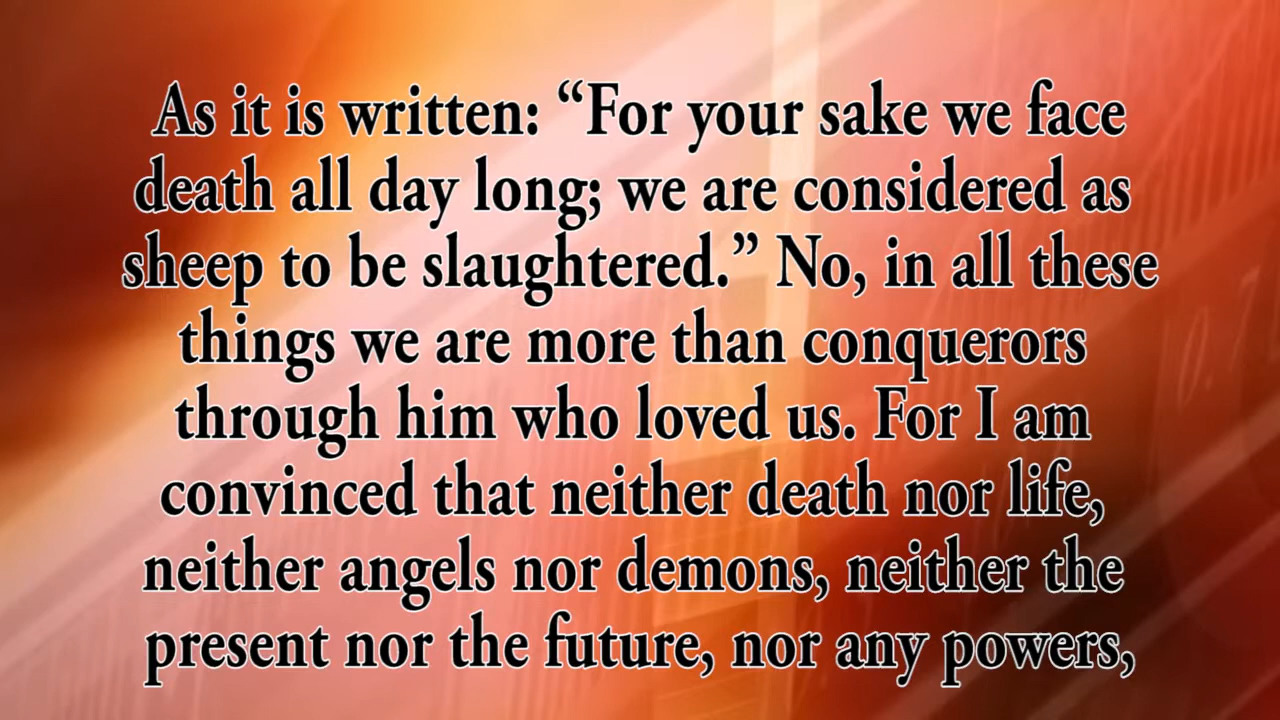 As it is written: “For your sake we face
death all day long; we are considered as
sheep to be slaughtered.” No, in all these
things we are more than conquerors
through him who loved us. For I am
convinced that neither death nor life,
neither angels nor demons, neither the
present nor the future, nor any powers,